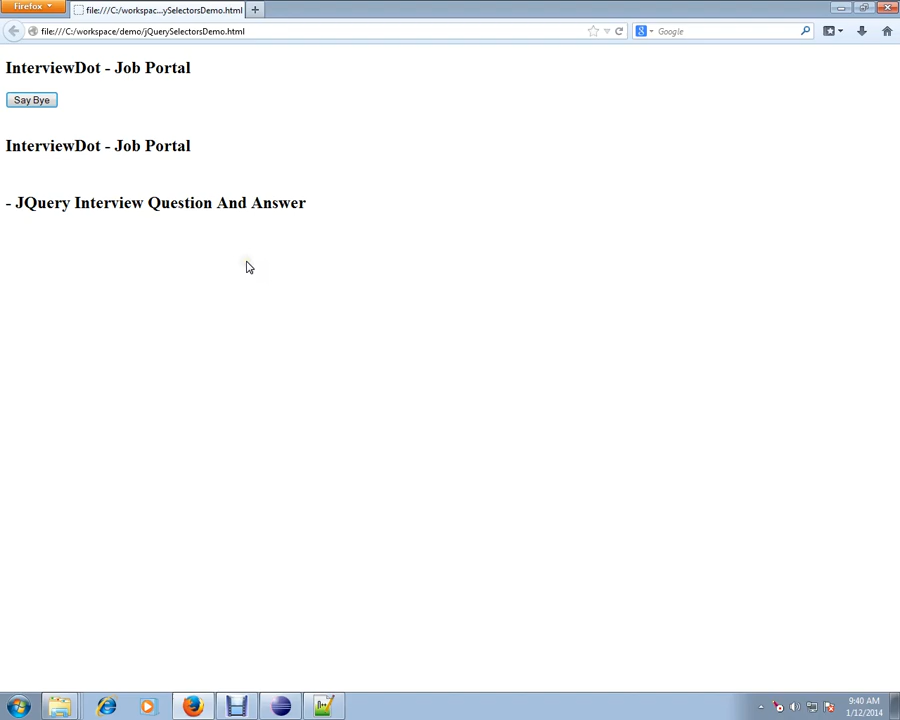 Firefox
file:///C:/workspac...ySelectorsDemo.html
file:///C:/workspace/demo/jQuerySelectorsDemo.html
Google
InterviewDot - Job Portal
Say Bye
InterviewDot - Job Portal
- JQuery Interview Question And Answer
9:40 AM
1/12/2014